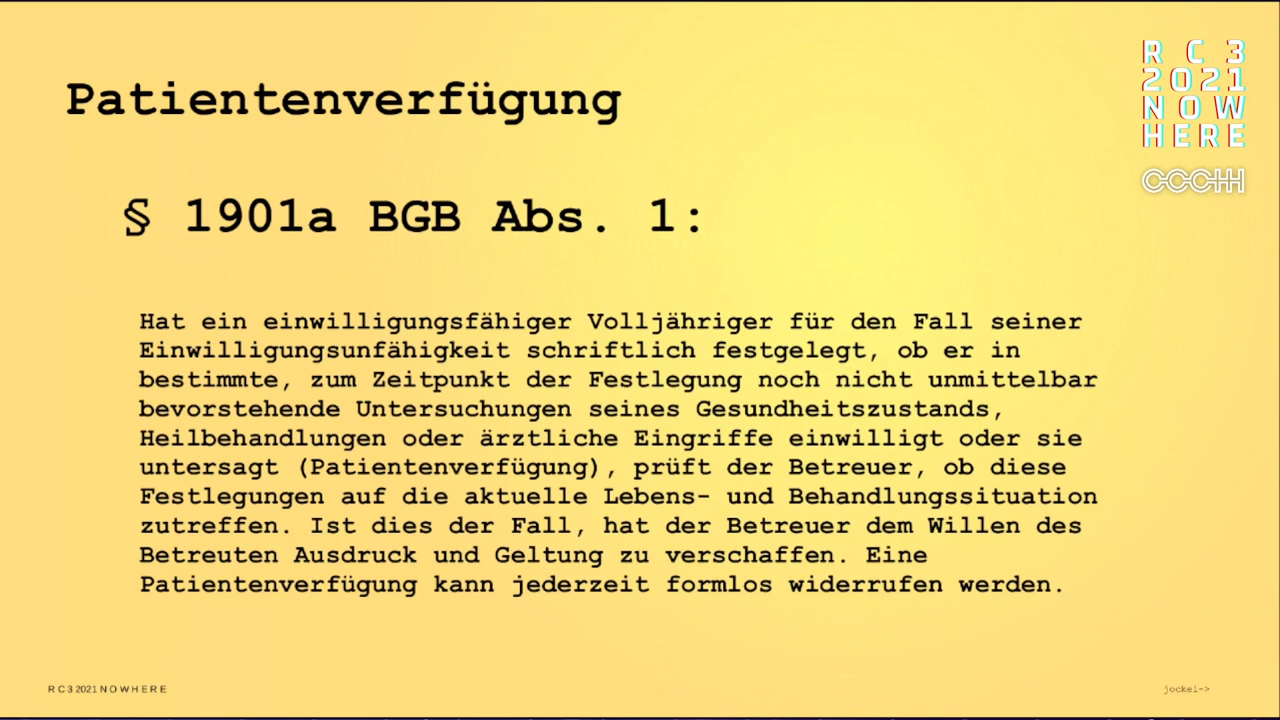 Patientenverfügung
§ 1901a BGB Abs. 1:
Hat ein einwilligungsfähiger Volljähriger für den Fall seiner
Einwilligungsunfähigkeit schriftlich festgelegt, ob er in
bestimmte, zum Zeitpunkt der Festlegung noch nicht unmittelbar
bevorstehende Untersuchungen seines Gesundheitszustands,
Heilbehandlungen oder ärztliche Eingriffe einwilligt oder sie
untersagt (Patientenverfügung), prüft der Betreuer, ob diese
Festlegungen auf die aktuelle Lebens- und Behandlungssituation
zutreffen. Ist dies der Fall, hat der Betreuer dem Willen des
Betreuten Ausdruck und Geltung zu verschaffen. Eine
Patientenverfügung kann jederzeit formlos widerrufen werden.
RC3
2021
NOW
HERE
CCCHH
RC3 2021 NOWHERE
jockel->